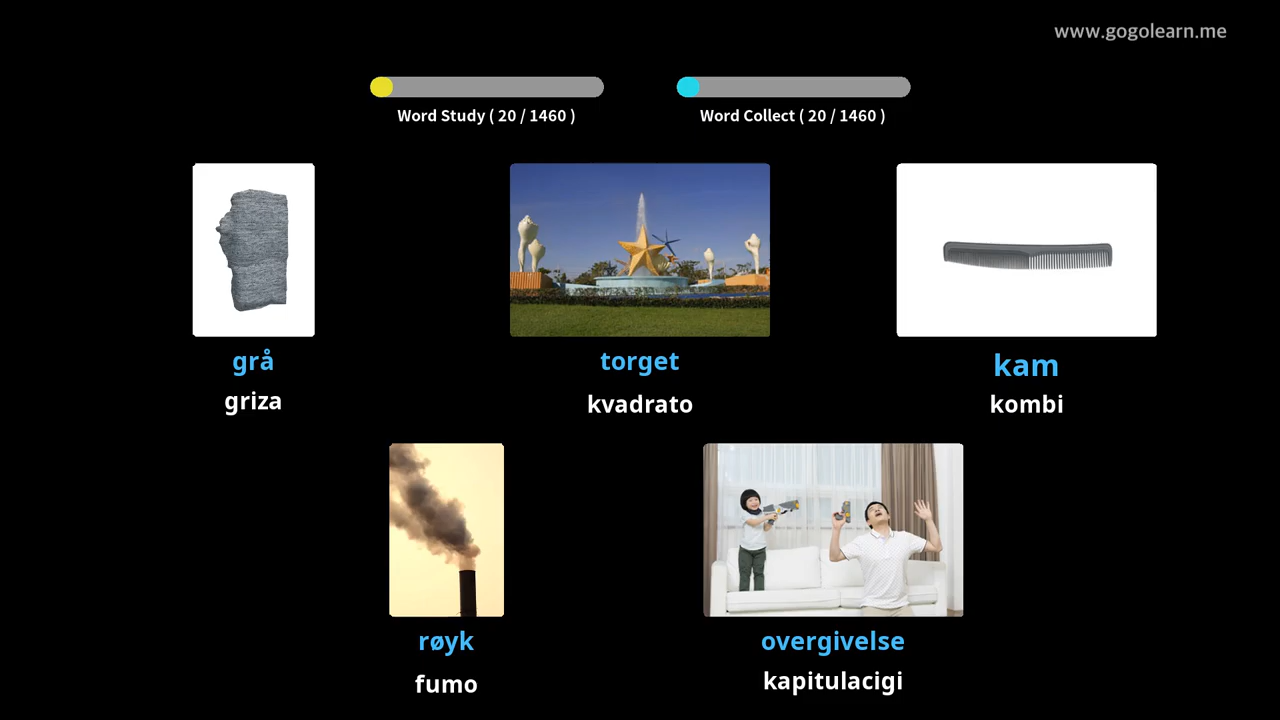 www.gogolearn.me
Word Study ( 20 / 1460 )
Word Collect ( 20 / 1460 )
grå
torget
kam
griza
kvadrato
kombi
røyk
overgivelse
fumo
kapitulacigi